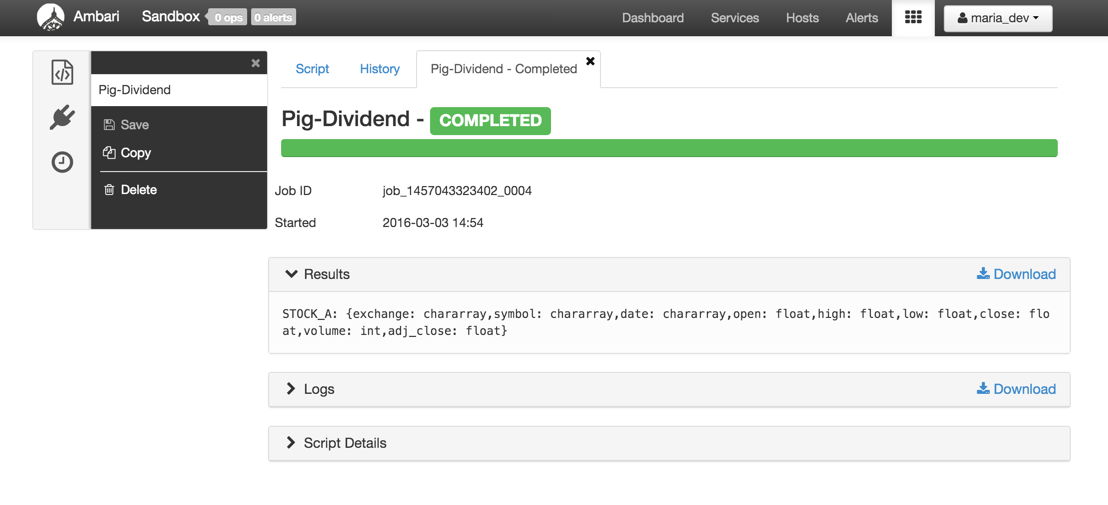 Ambari Sandbox 0 ops 0 alerts Dashboard Services Hosts Alerts maria_dev
Pig-Dividend
Save
Copy
Delete
Script History Pig-Dividend - Completed
Pig-Dividend - COMPLETED
Job ID job_1457043323402_0004
Started 2016-03-03 14:54
Results Download
STOCK_A: {exchange: chararray,symbol: chararray,date: chararray,open: float,high: float,low: float,close: flo
at,volume: int,adj_close: float}
Logs Download
Script Details